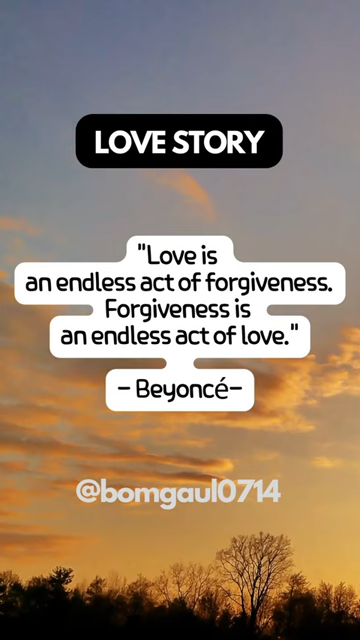 LOVE STORY
"Love is
an endless act of forgiveness.
Forgiveness is
an endless act of love."
– Beyoncé–
@bomgaul0714